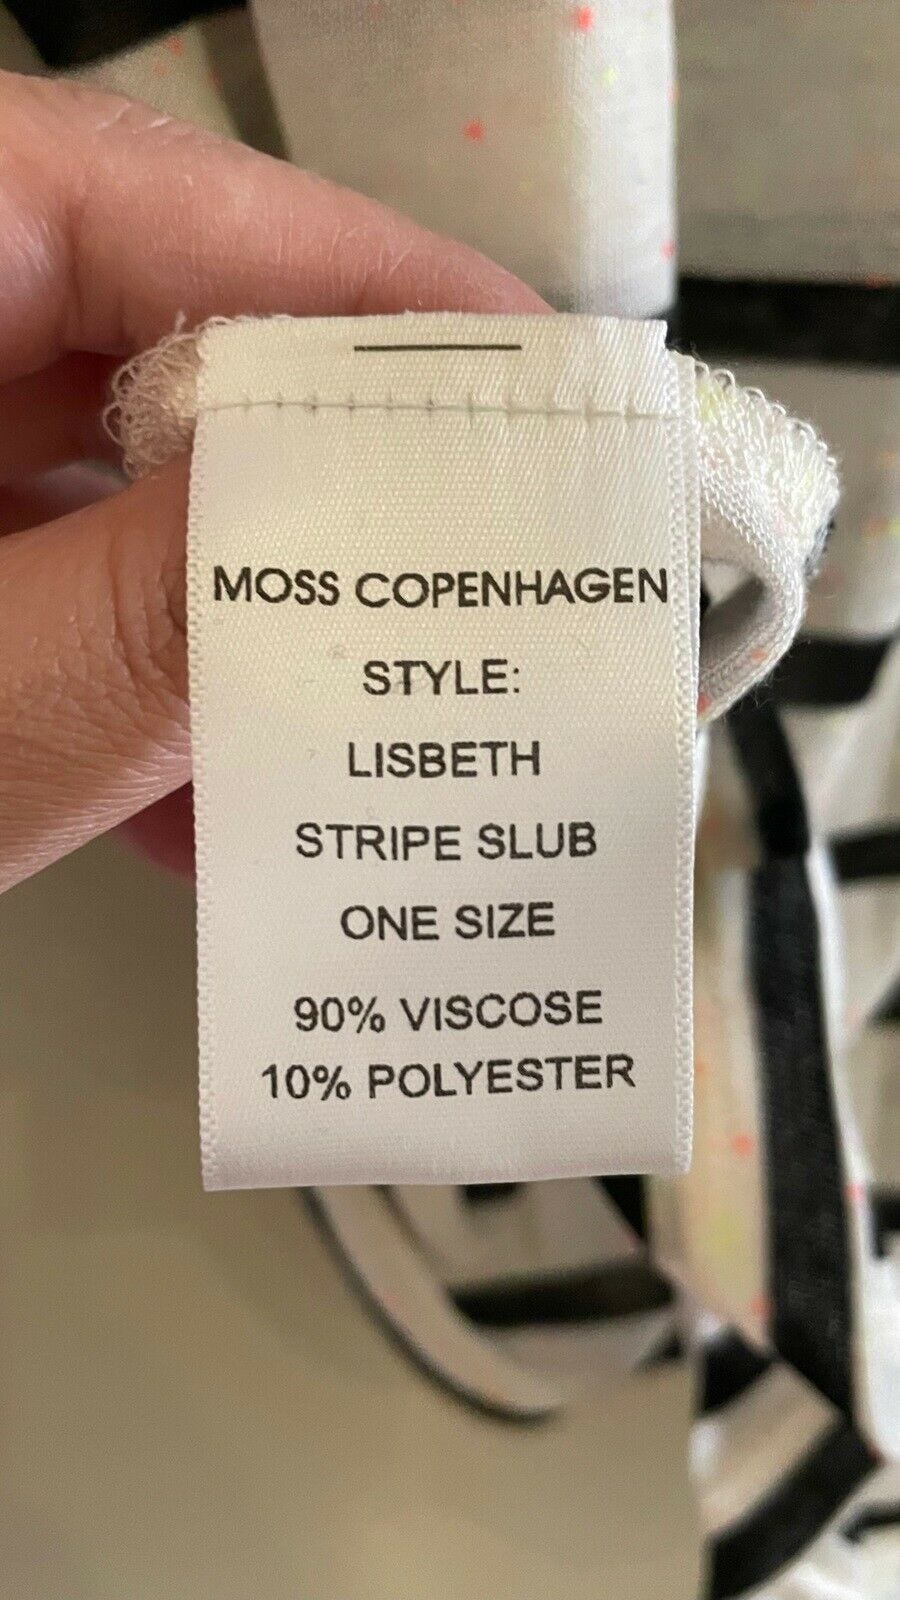 MOSS COPENHAGEN
STYLE:
LISBETH
STRIPE SLUB
ONE SIZE
90% VISCOSE
10% POLYESTER